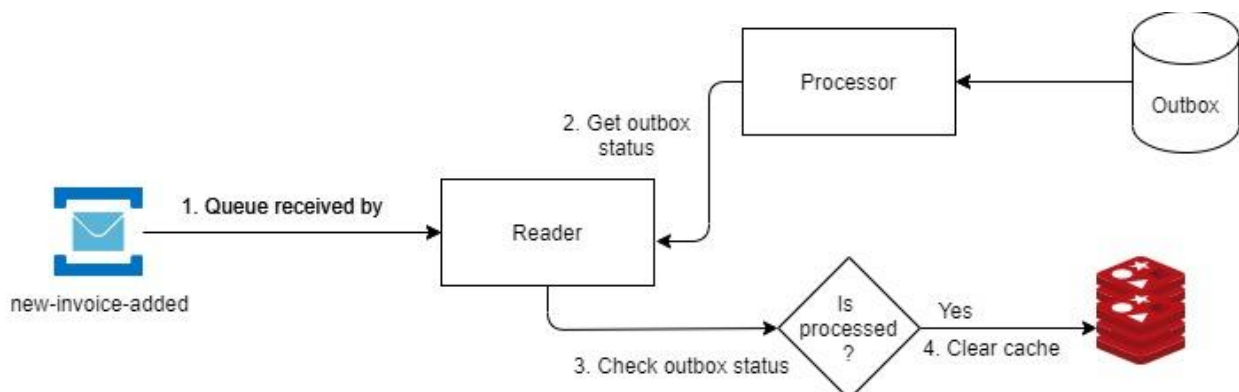 Processor
Outbox
2. Get outbox
status
1. Queue received by
Reader
new-invoice-added
Is
processed
?
Yes
3. Check outbox status
4. Clear cache